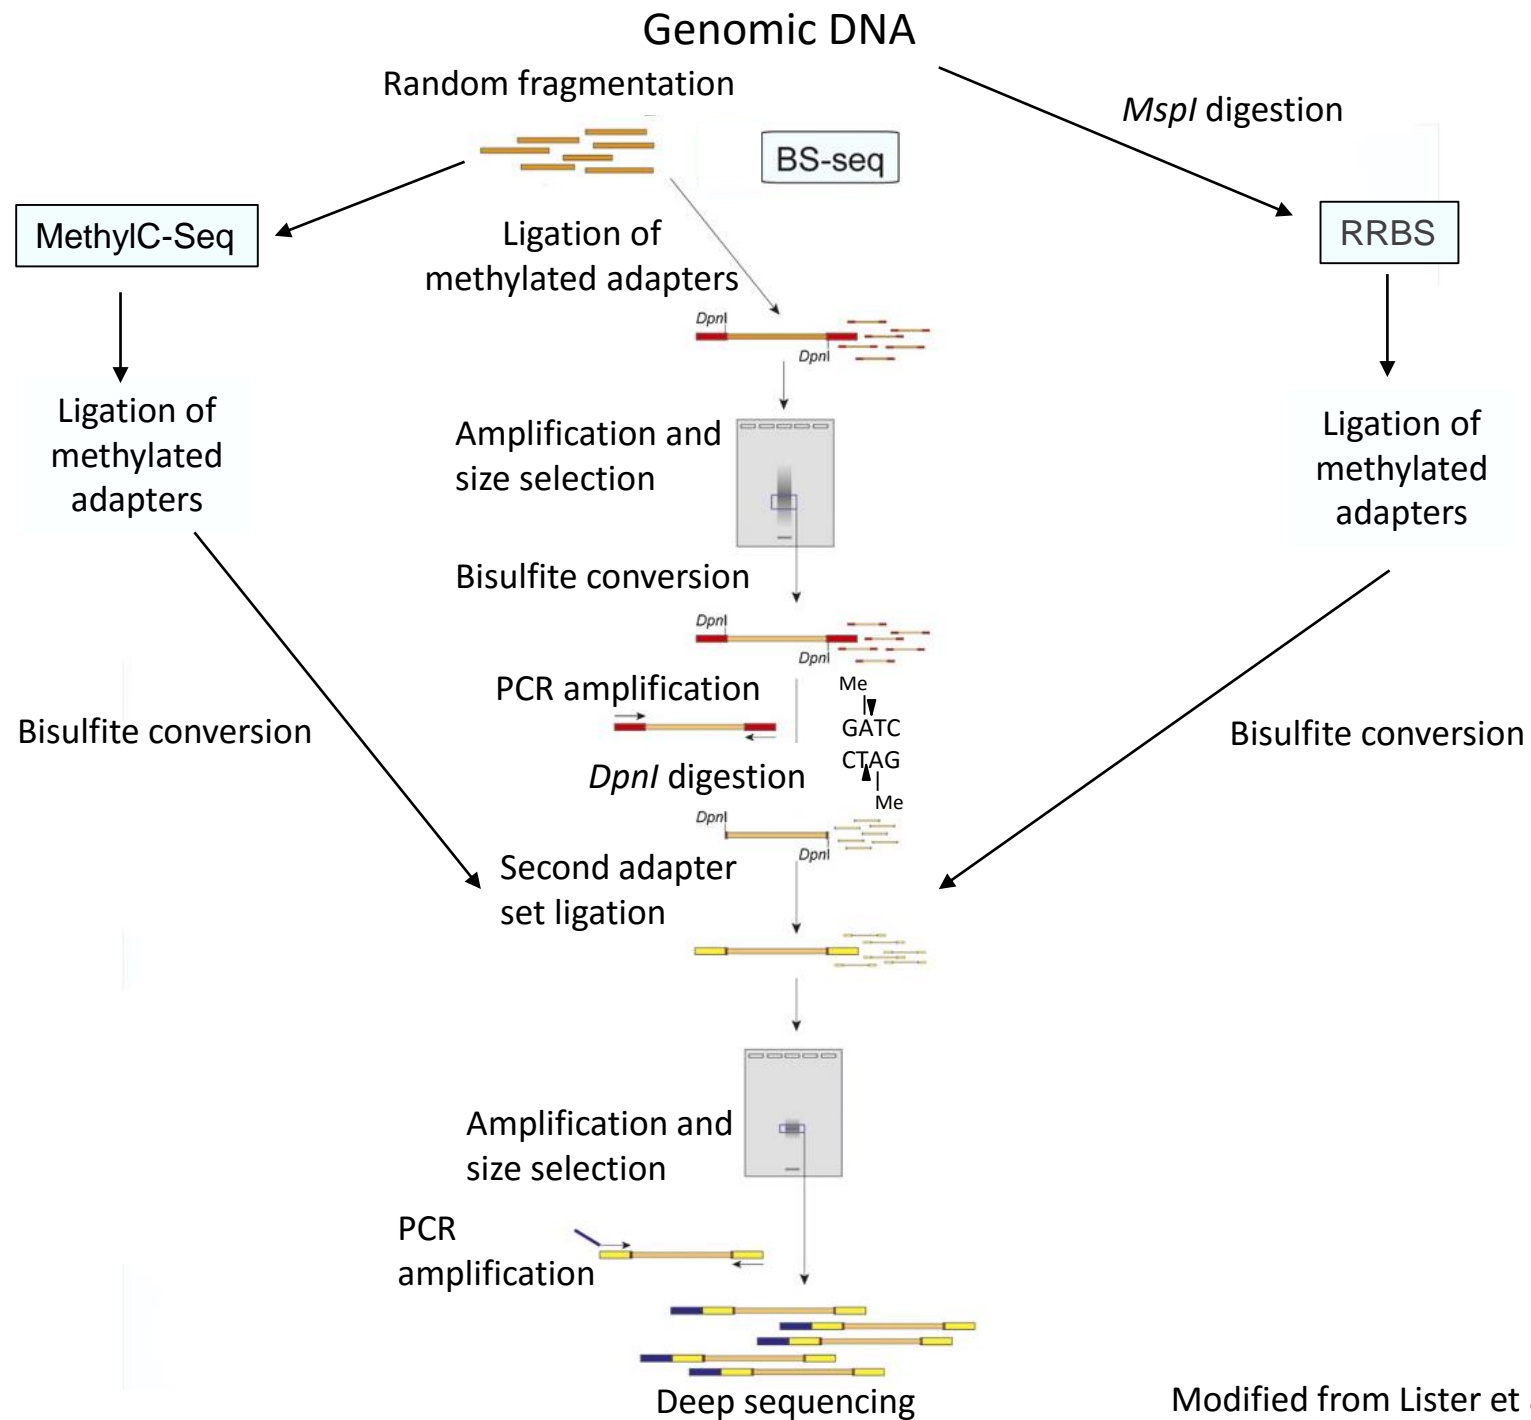 Genomic DNA
Random fragmentation
MspI digestion
BS-seq
MethylC-Seq
RRBS
Ligation of
methylated adapters
DpnI
DpnI
Ligation of
methylated
adapters
Amplification and
size selection
Ligation of
methylated
adapters
Bisulfite conversion
DpnI
DpnI
PCR amplification
Me
GATC
CTAG
Me
Bisulfite conversion
Bisulfite conversion
DpnI digestion
DpnI
DpnI
Second adapter
set ligation
Amplification and
size selection
PCR
amplification
Deep sequencing
Modified from Lister et